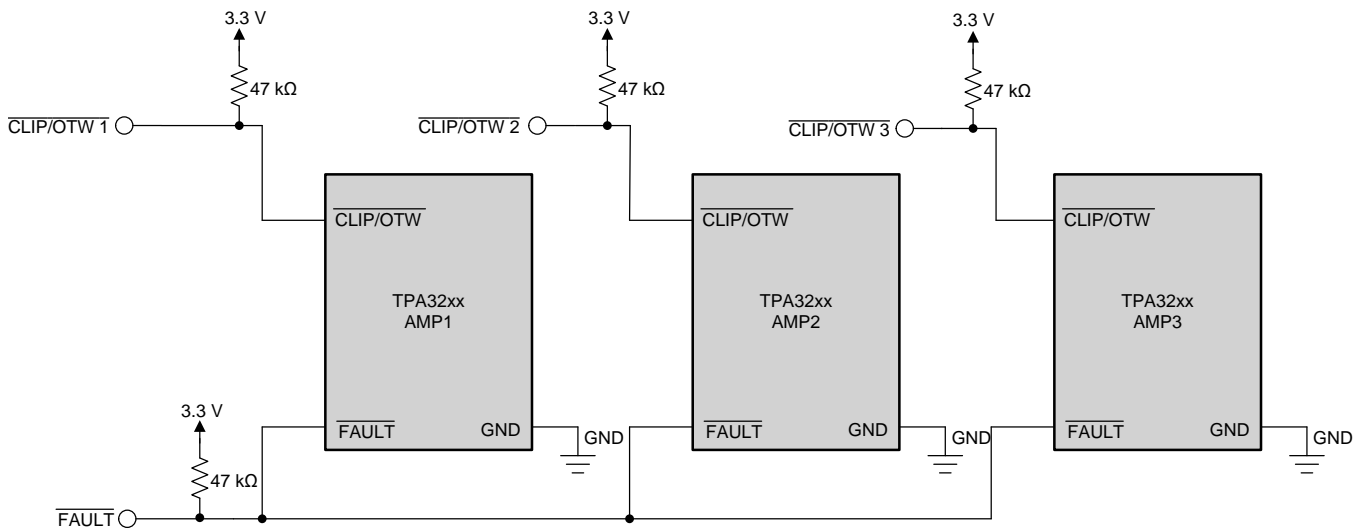 3.3 V
3.3 V
3.3 V
47 kΩ
47 kΩ
47 kΩ
CLIP/OTW 1
CLIP/OTW 2
CLIP/OTW 3
CLIP/OTW
CLIP/OTW
CLIP/OTW
TPA32xx
AMP1
TPA32xx
AMP2
TPA32xx
AMP3
3.3 V
FAULT
GND
GND
FAULT
GND
GND
FAULT
GND
GND
47 kΩ
FAULT